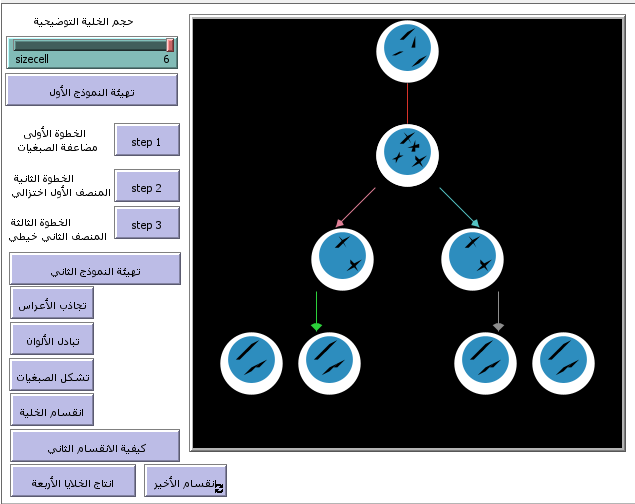 حجم الخلية التوضيحية
sizecell 6
تهيئة النموذج الأول
الخطوة الأولى
مضاعفة الصبغيات
step 1
الخطوة الثانية
المنصف الأول اختزالي
step 2
الخطوة الثالثة
المنصف الثاني خيطي
step 3
تهيئة النموذج الثاني
تجاذب الأعراس
تبادل الألوان
تشكل الصبغيات
انقسام الخلية
كيفية الانقسام الثاني
انتاج الخلايا الأربعة
انقسام الأخير